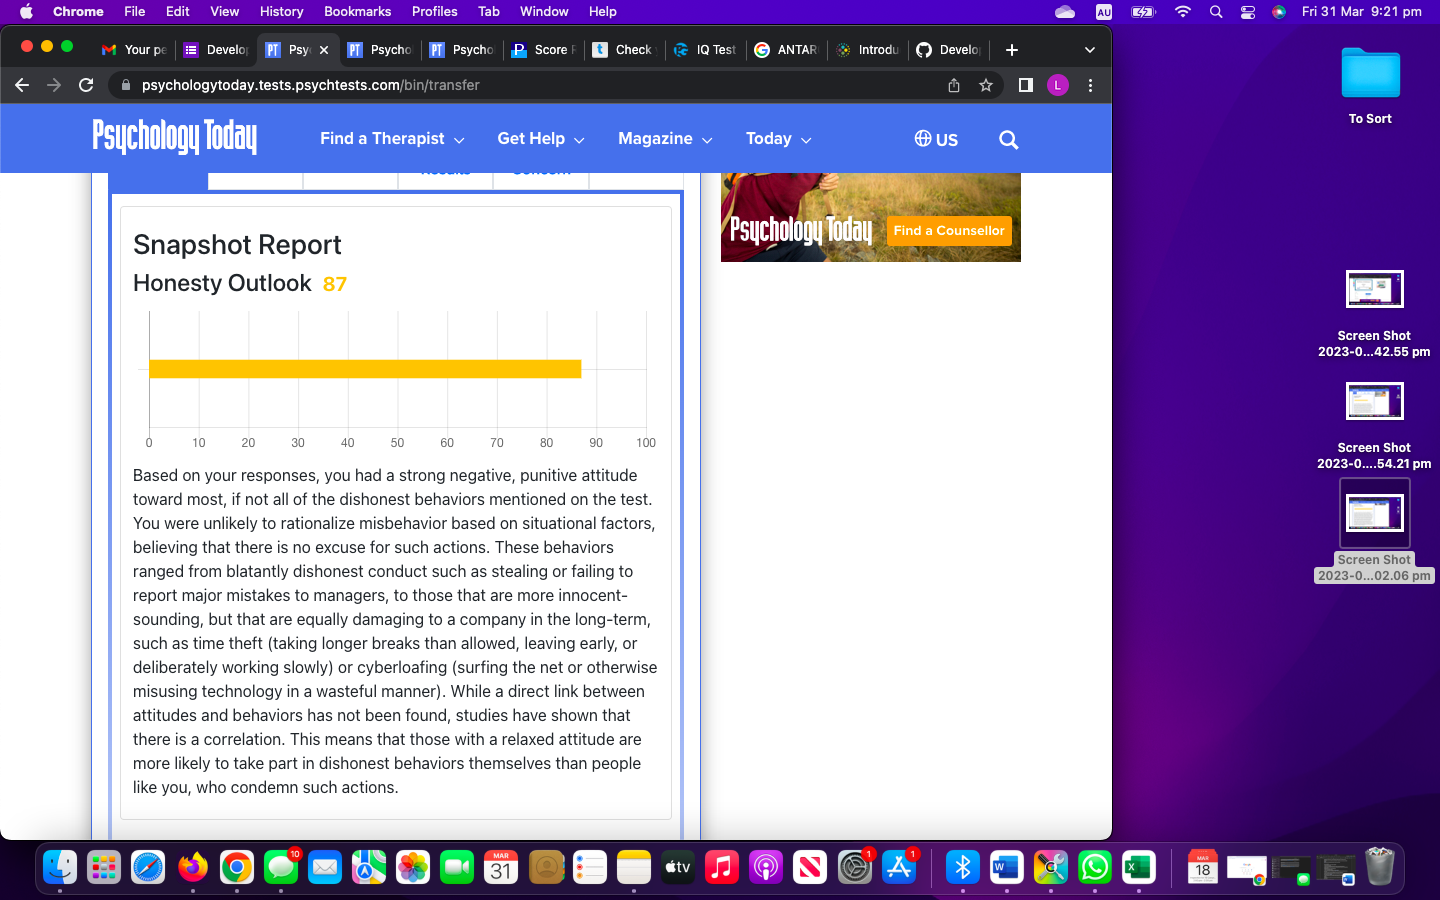 Chrome File Edit View History Bookmarks Profiles Tab Window Help AU Fri 31 Mar 9:21 pm
Your pe Develop Psy Psycho Psycho Score Check IQ Test ANTAR Introdu Develop
psychologytoday.tests.psychtests.com/bin/transfer L
Psychology Today Find a Therapist Get Help Magazine Today US
Results Concern
Psychology Today Find a Counsellor
Snapshot Report
Honesty Outlook 87
0 10 20 30 40 50 60 70 80 90 100
Based on your responses, you had a strong negative, punitive attitude
toward most, if not all of the dishonest behaviors mentioned on the test.
You were unlikely to rationalize misbehavior based on situational factors,
believing that there is no excuse for such actions. These behaviors
ranged from blatantly dishonest conduct such as stealing or failing to
report major mistakes to managers, to those that are more innocent-
sounding, but that are equally damaging to a company in the long-term,
such as time theft (taking longer breaks than allowed, leaving early, or
deliberately working slowly) or cyberloafing (surfing the net or otherwise
misusing technology in a wasteful manner). While a direct link between
attitudes and behaviors has not been found, studies have shown that
there is a correlation. This means that those with a relaxed attitude are
more likely to take part in dishonest behaviors themselves than people
like you, who condemn such actions.
To Sort
Screen Shot
2023-0...42.55 pm
Screen Shot
2023-0....54.21 pm
Screen Shot
2023-0...02.06 pm
10 MAR 31 tv 1 1 MAR 18